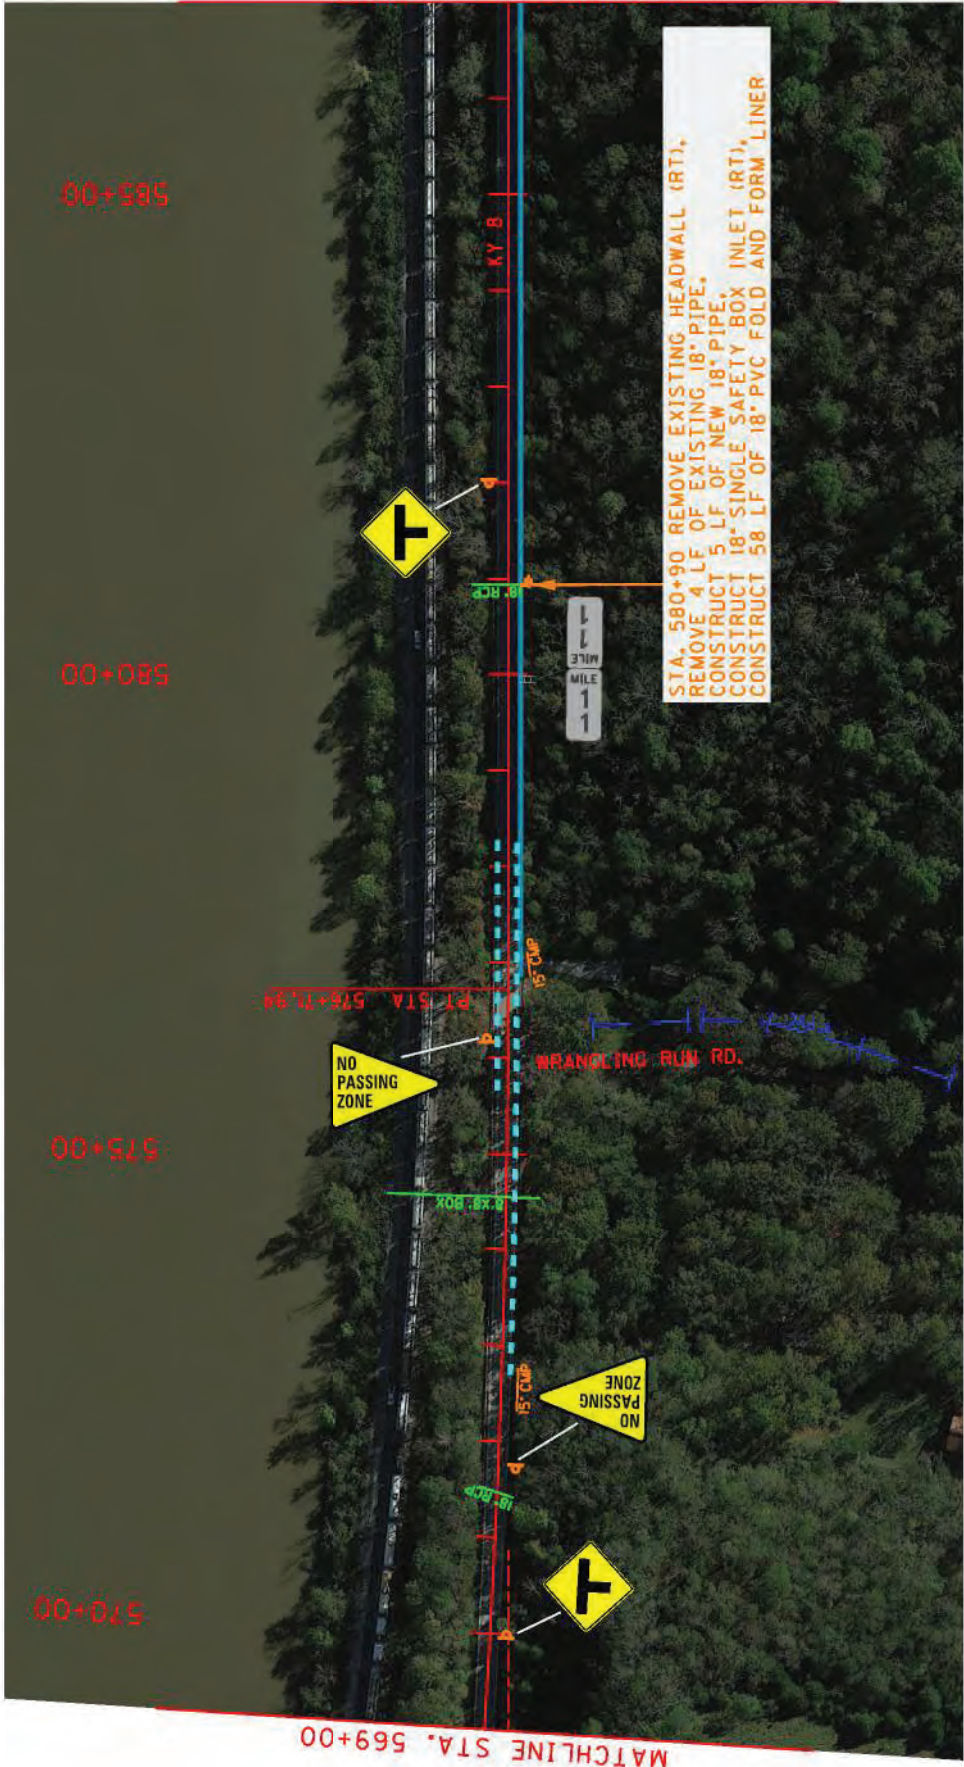 585+00
KY 8
580+00
18" RCP
MILE
11
MILE
11
STA. 580+90 REMOVE EXISTING HEADWALL (RT),
REMOVE 4 LF OF EXISTING 18" PIPE,
CONSTRUCT 5 LF OF NEW 18" PIPE,
CONSTRUCT 18" SINGLE SAFETY BOX INLET (RT),
CONSTRUCT 58 LF OF 18" PVC FOLD AND FORM LINER
15" CMP
PT STA 576+71.94
NO
PASSING
ZONE
WRANGLING RUN RD.
575+00
8'X8' BOX
15" CMP
NO
PASSING
ZONE
18" RCP
570+00
MATCHLINE STA. 569+00